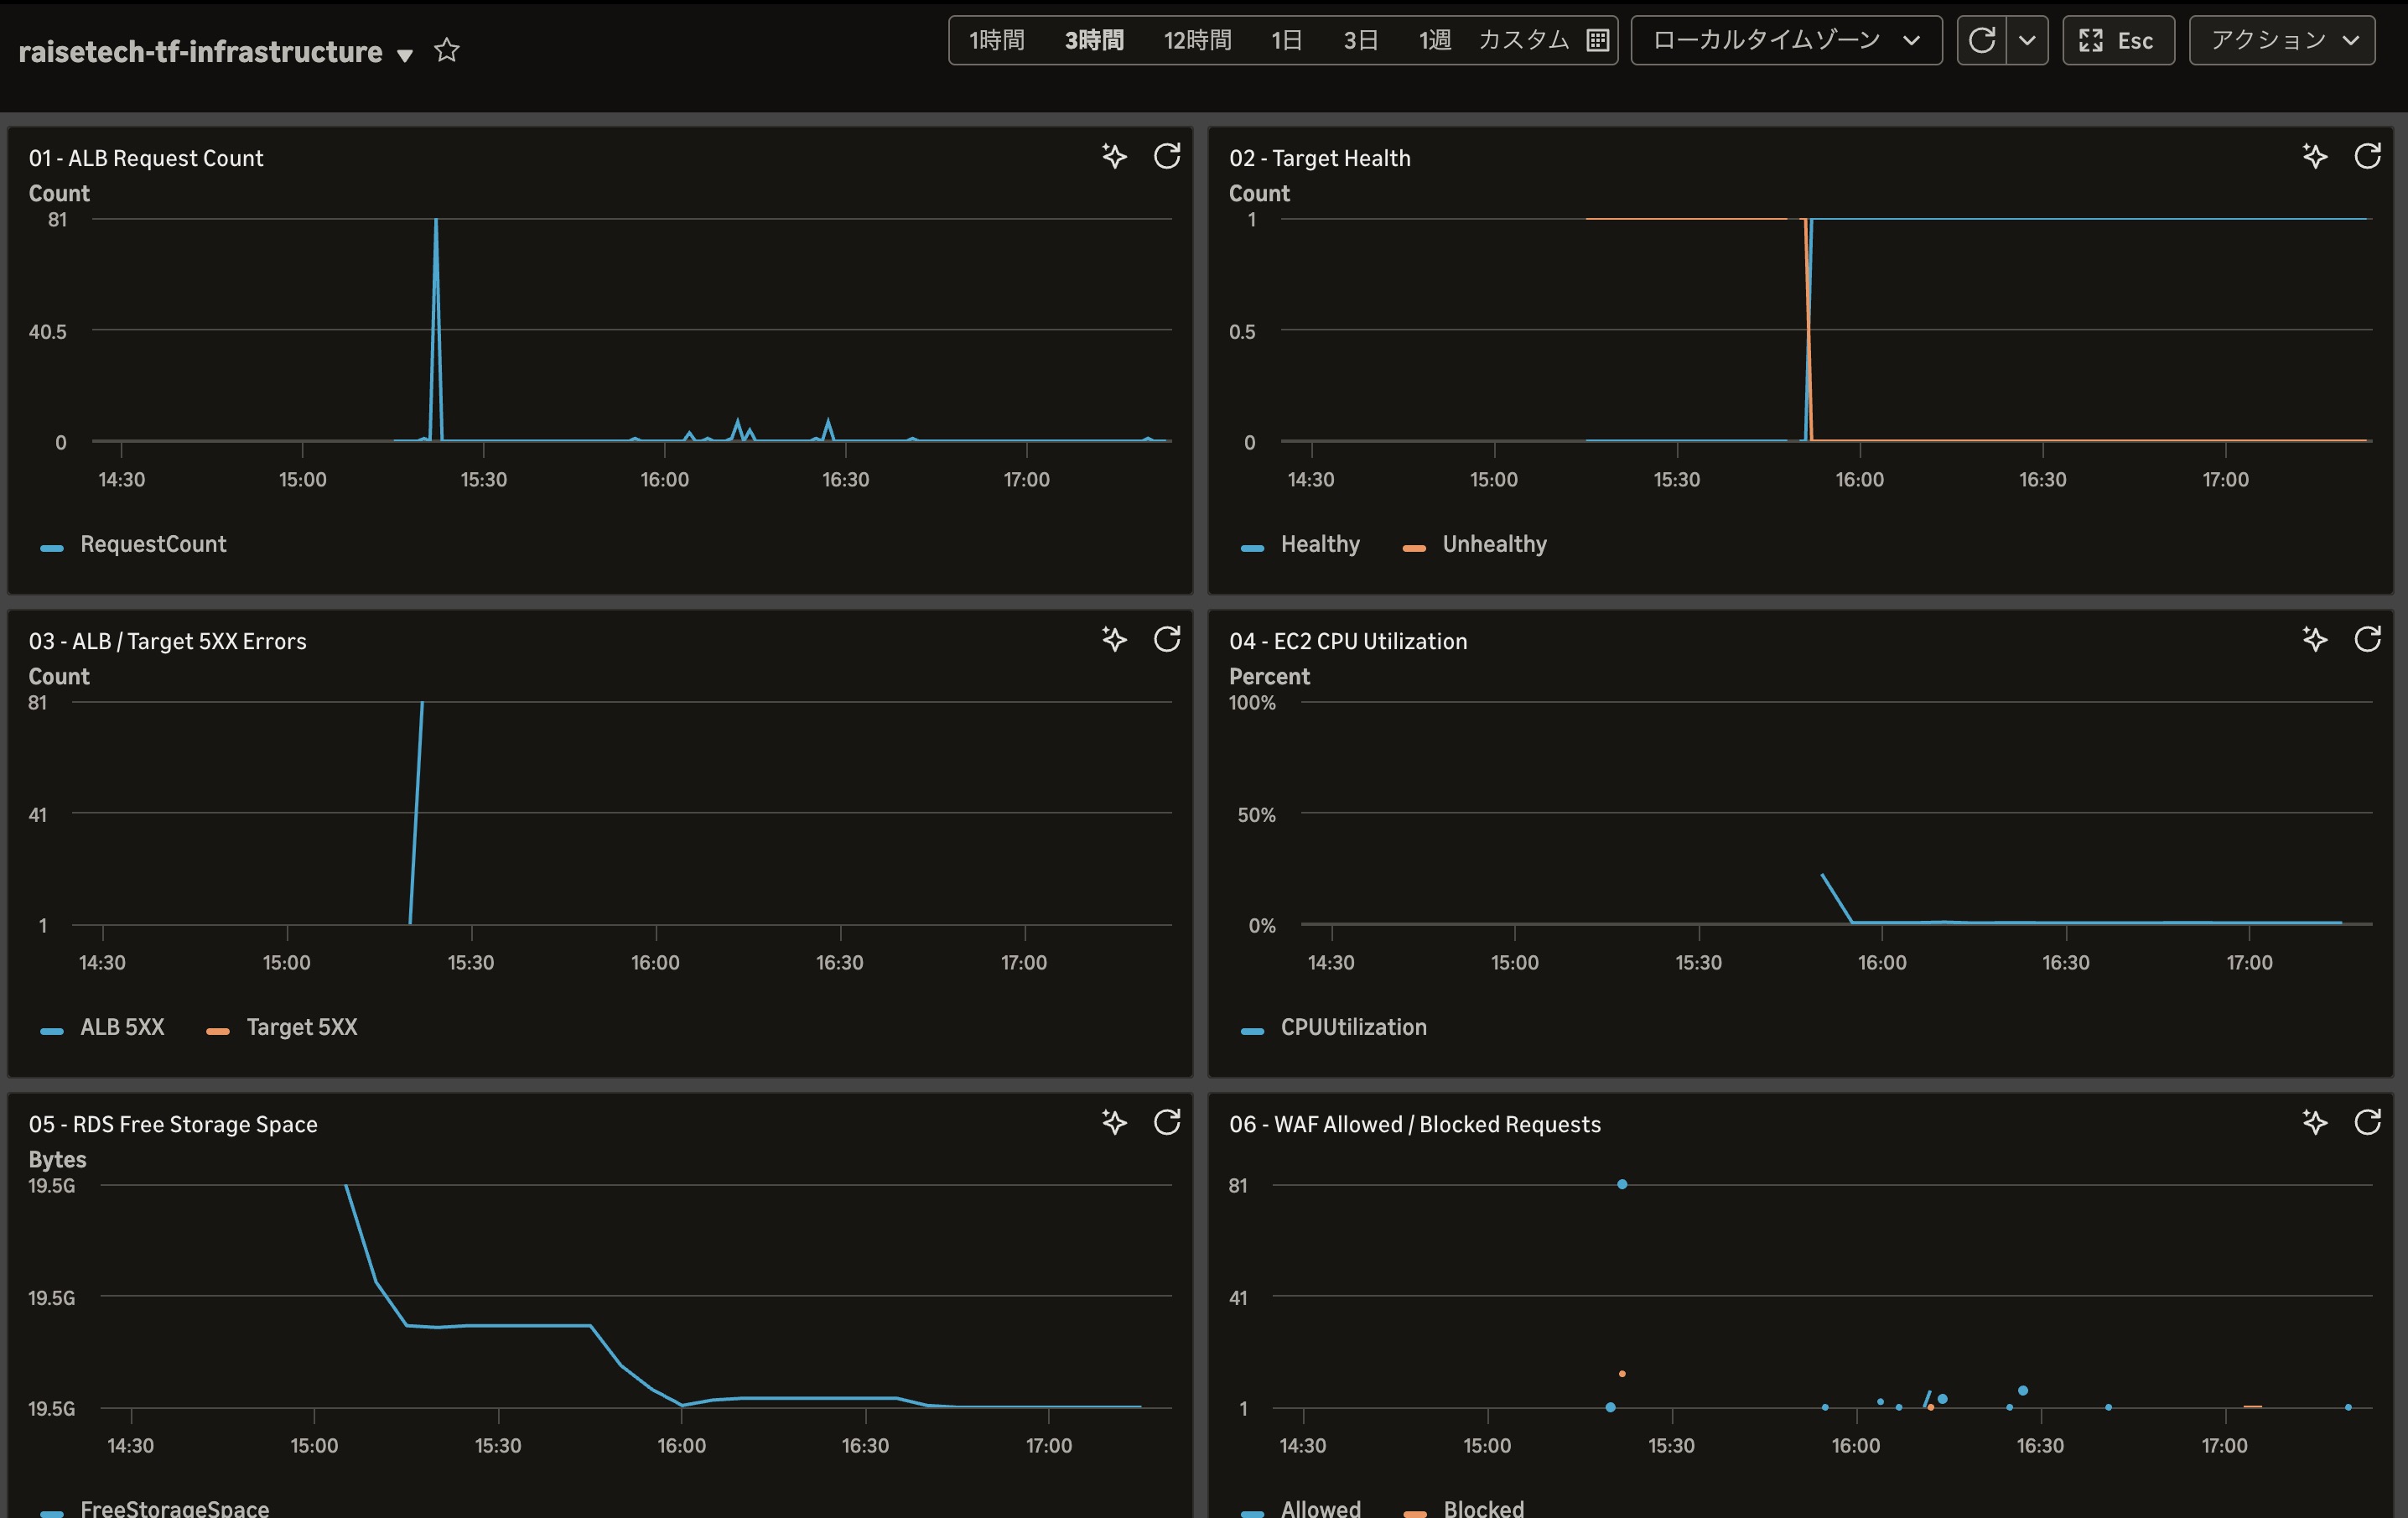 raisetech-tf-infrastructure
1時間 3時間 12時間 1日 3日 1週 カスタム ローカルタイムゾーン Esc アクション
01 - ALB Request Count
Count
81
40.5
0
14:30 15:00 15:30 16:00 16:30 17:00
RequestCount
02 - Target Health
Count
1
0.5
0
14:30 15:00 15:30 16:00 16:30 17:00
Healthy Unhealthy
03 - ALB / Target 5XX Errors
Count
81
41
1
14:30 15:00 15:30 16:00 16:30 17:00
ALB 5XX Target 5XX
04 - EC2 CPU Utilization
Percent
100%
50%
0%
14:30 15:00 15:30 16:00 16:30 17:00
CPUUtilization
05 - RDS Free Storage Space
Bytes
19.5G
19.5G
19.5G
14:30 15:00 15:30 16:00 16:30 17:00
FreeStorageSpace
06 - WAF Allowed / Blocked Requests
81
41
1
14:30 15:00 15:30 16:00 16:30 17:00
Allowed Blocked